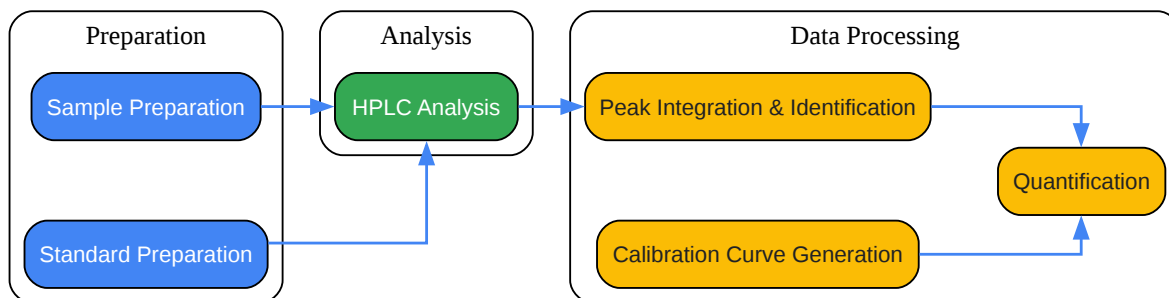 Preparation
Sample Preparation
Standard Preparation
Analysis
HPLC Analysis
Data Processing
Peak Integration & Identification
Quantification
Calibration Curve Generation